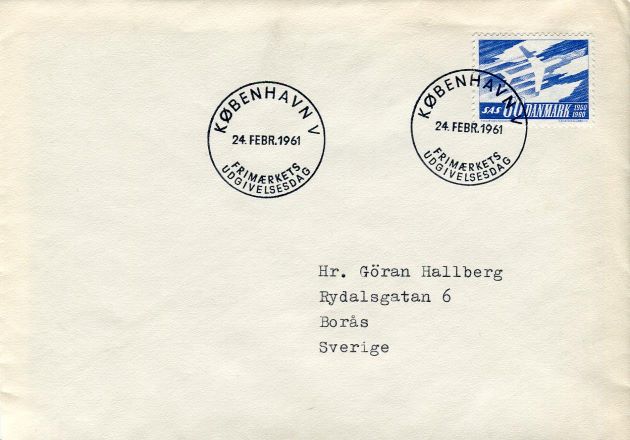 KØBENHAVN V
24. FEBR. 1961
FRIMÆRKETS
UDGIVELSESDAG
KØBENHAVN V
24. FEBR. 1961
FRIMÆRKETS
UDGIVELSESDAG
SAS 60 DANMARK 1950
1960
Hr. Göran Hallberg
Rydalsgatan 6
Borås
Sverige